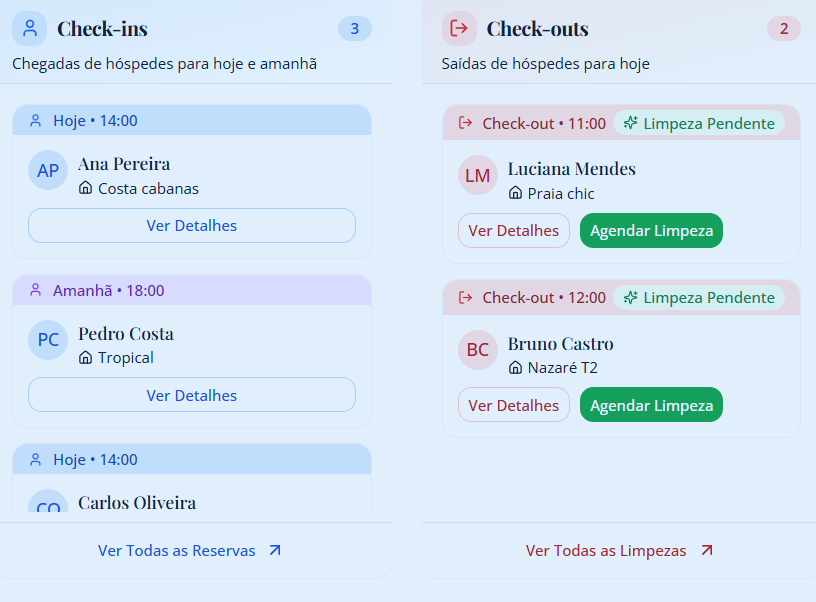 Check-ins
3
Chegadas de hóspedes para hoje e amanhã
Hoje • 14:00
AP
Ana Pereira
Costa cabanas
Ver Detalhes
Amanhã • 18:00
PC
Pedro Costa
Tropical
Ver Detalhes
Hoje • 14:00
CO
Carlos Oliveira
Ver Todas as Reservas
Check-outs
2
Saídas de hóspedes para hoje
Check-out • 11:00
Limpeza Pendente
LM
Luciana Mendes
Praia chic
Ver Detalhes
Agendar Limpeza
Check-out • 12:00
Limpeza Pendente
BC
Bruno Castro
Nazaré T2
Ver Detalhes
Agendar Limpeza
Ver Todas as Limpezas